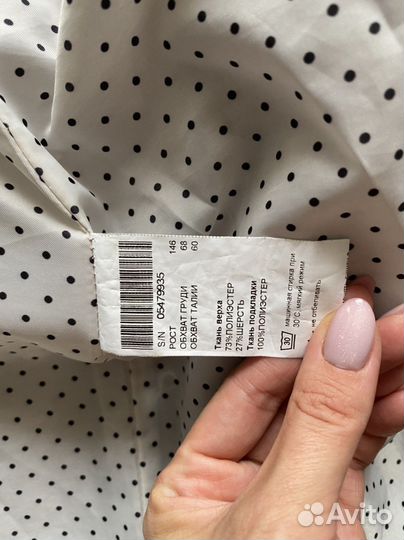 S/N 05479935
РОСТ 146
ОБХВАТ ГРУДИ 68
ОБХВАТ ТАЛИИ 60
Ткань верха
73%ПОЛИЭСТЕР
27%ШЕРСТЬ
Ткань подкладки
100%ПОЛИЭСТЕР
30 машинная стирка при
30°С мягкий режим
не отбеливать
Avito